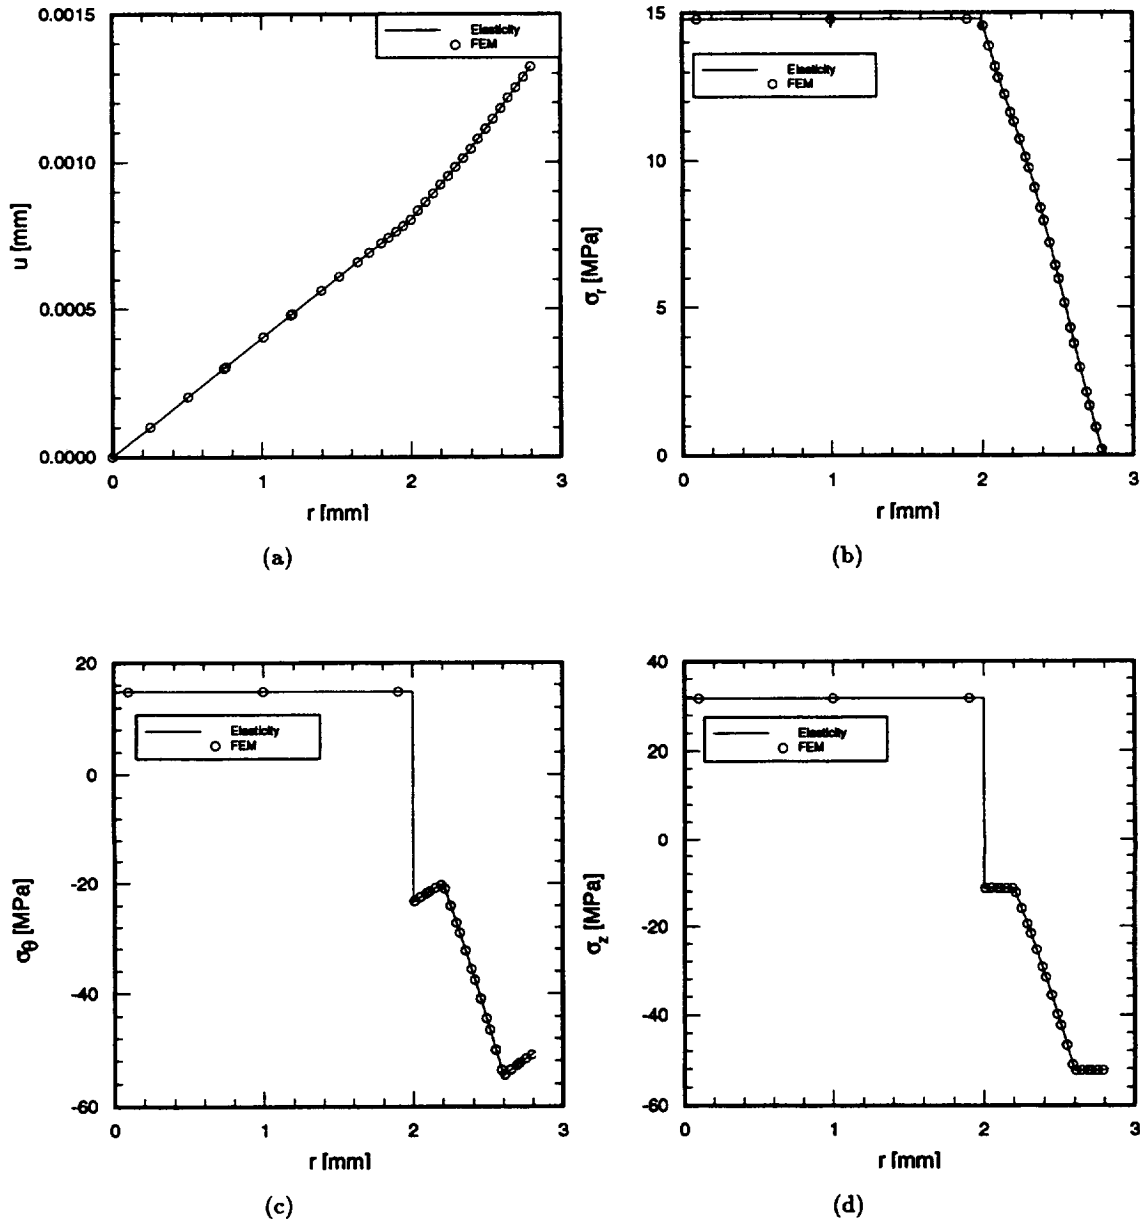 0.0015
0.0010
0.0005
0.0000
u [mm]
Elasticity
FEM
0 1 2 3
r [mm]
(a)
15
10
5
0
σr [MPa]
Elasticity
FEM
0 1 2 3
r [mm]
(b)
20
0
-20
-40
-60
σθ [MPa]
Elasticity
FEM
0 1 2 3
r [mm]
(c)
40
20
0
-20
-40
-60
σz [MPa]
Elasticity
FEM
0 1 2 3
r [mm]
(d)